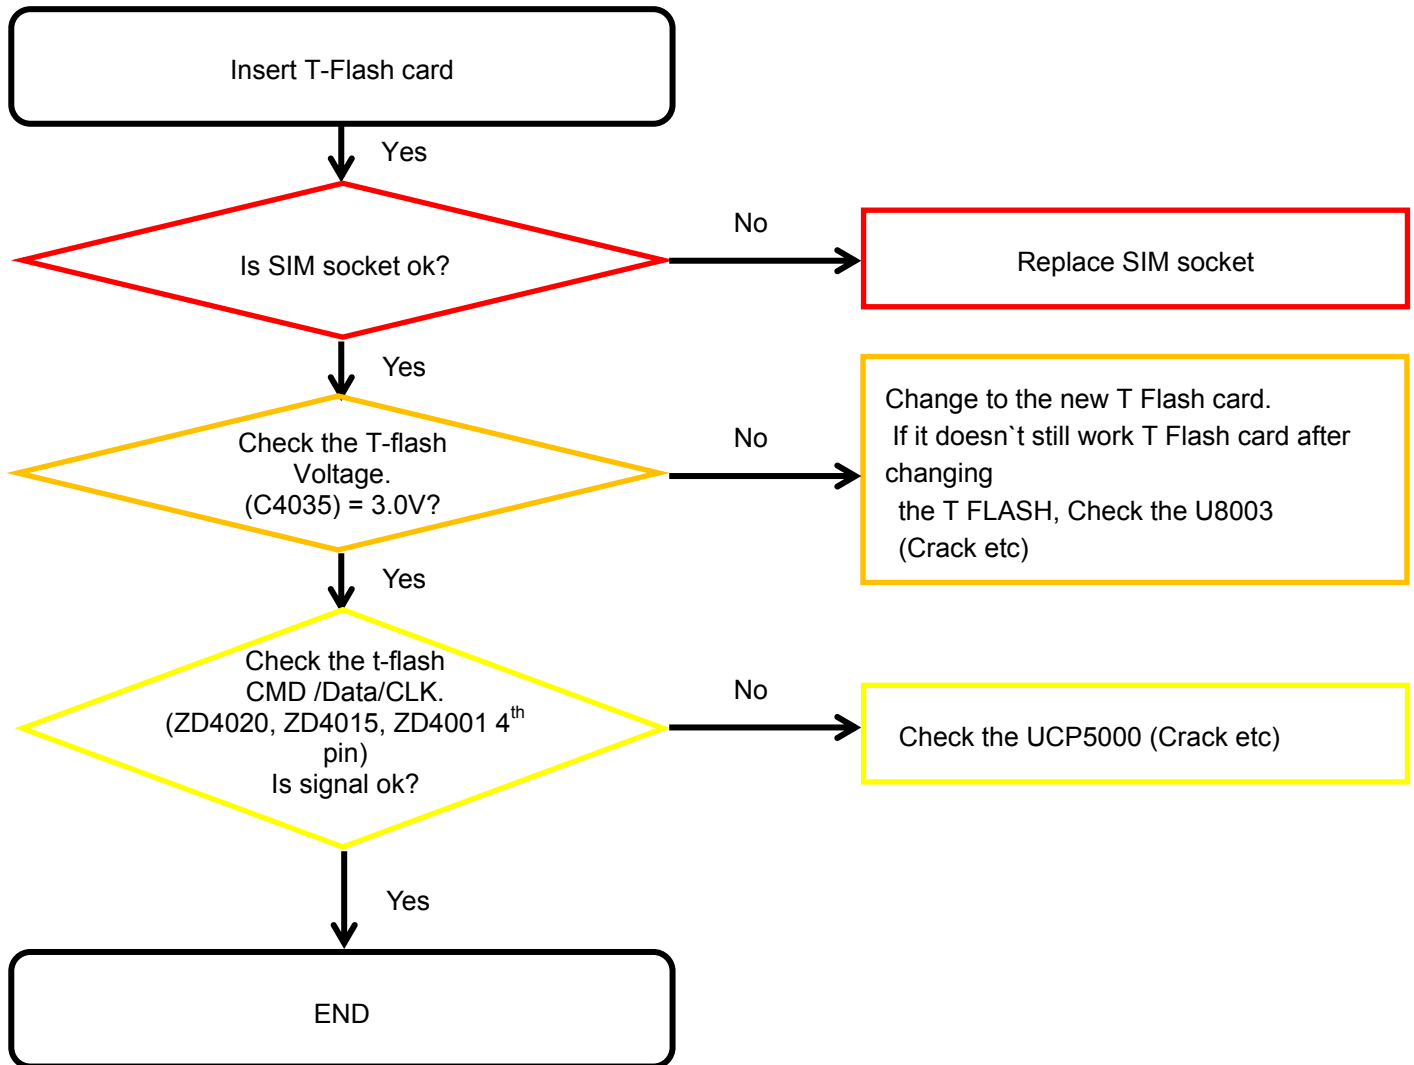 Insert T-Flash card
Yes
Is SIM socket ok?
No
Replace SIM socket
Yes
Check the T-flash
Voltage.
(C4035) = 3.0V?
No
Change to the new T Flash card.
If it doesn`t still work T Flash card after
changing
the T FLASH, Check the U8003
(Crack etc)
Yes
Check the t-flash
CMD /Data/CLK.
(ZD4020, ZD4015, ZD4001 4th
pin)
Is signal ok?
No
Check the UCP5000 (Crack etc)
Yes
END